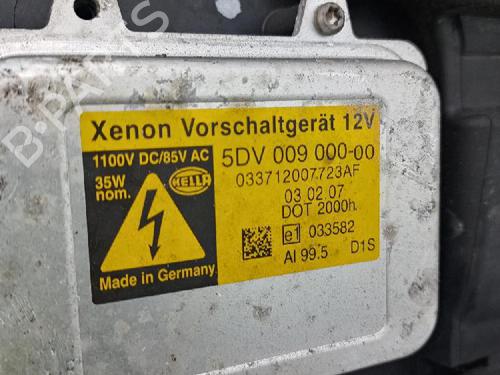 B-PARTS
Xenon Vorschaltgerät 12V
1100V DC/85V AC
35W
nom.
HELLA
5DV 009 000-00
033712007723AF
03.02.07
DOT 2000h.
e1 033582
Al 99.5 D1S
Made in Germany